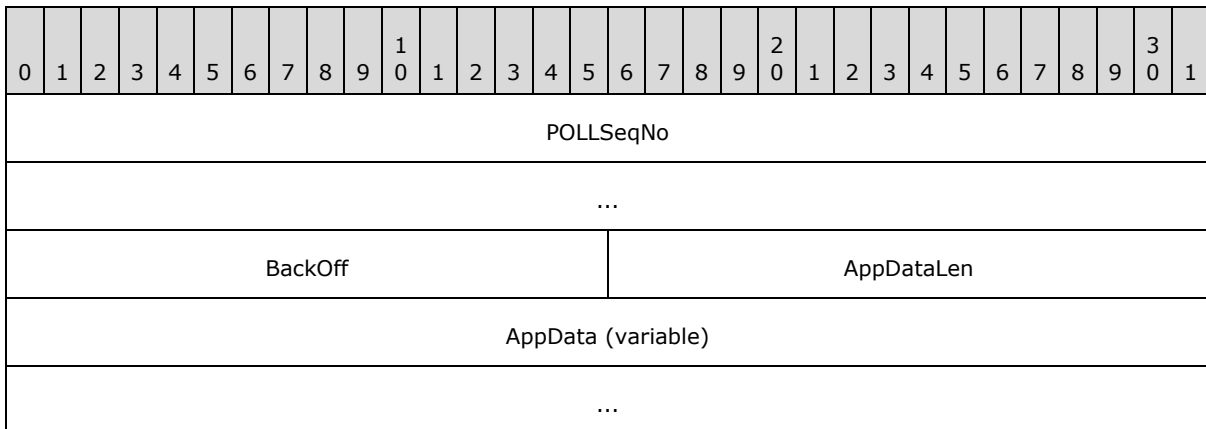 1 2 3
0 1 2 3 4 5 6 7 8 9 0 1 2 3 4 5 6 7 8 9 0 1 2 3 4 5 6 7 8 9 0 1
POLLSeqNo
...
BackOff AppDataLen
AppData (variable)
...